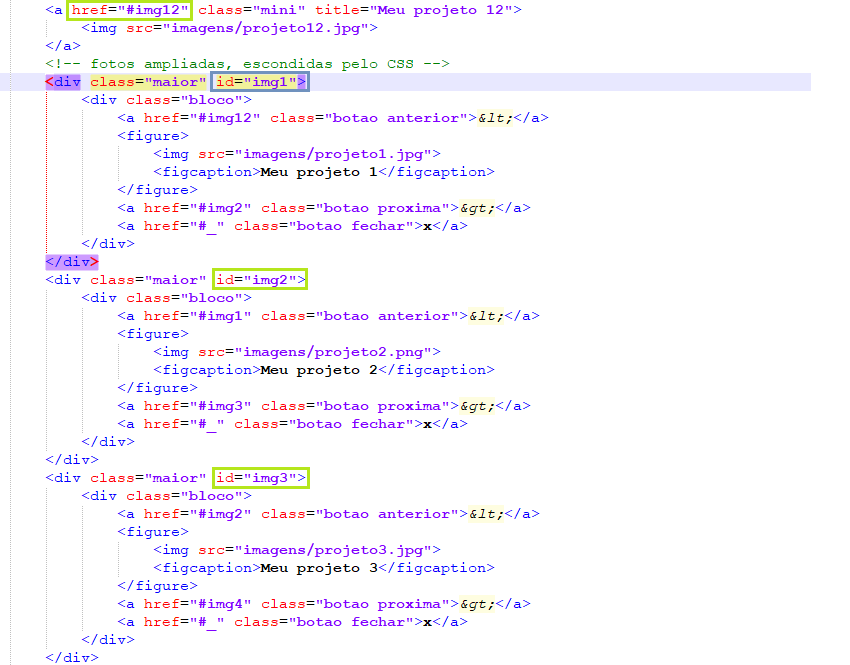 <a href="#img12" class="mini" title="Meu projeto 12">
<img src="imagens/projeto12.jpg">
</a>
<!-- fotos ampliadas, escondidas pelo CSS -->
<div class="maior" id="img1">
<div class="bloco">
<a href="#img12" class="botao anterior">&lt;</a>
<figure>
<img src="imagens/projeto1.jpg">
<figcaption>Meu projeto 1</figcaption>
</figure>
<a href="#img2" class="botao proxima">&gt;</a>
<a href="#_" class="botao fechar">x</a>
</div>
</div>
<div class="maior" id="img2">
<div class="bloco">
<a href="#img1" class="botao anterior">&lt;</a>
<figure>
<img src="imagens/projeto2.png">
<figcaption>Meu projeto 2</figcaption>
</figure>
<a href="#img3" class="botao proxima">&gt;</a>
<a href="#_" class="botao fechar">x</a>
</div>
</div>
<div class="maior" id="img3">
<div class="bloco">
<a href="#img2" class="botao anterior">&lt;</a>
<figure>
<img src="imagens/projeto3.jpg">
<figcaption>Meu projeto 3</figcaption>
</figure>
<a href="#img4" class="botao proxima">&gt;</a>
<a href="#_" class="botao fechar">x</a>
</div>
</div>